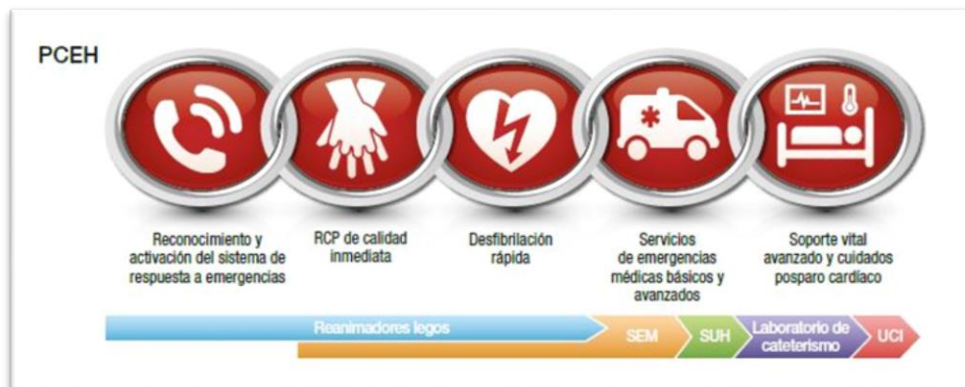 PCEH
Reconocimiento y
activación del sistema de
respuesta a emergencias
RCP de calidad
inmediata
Desfibrilación
rápida
Servicios
de emergencias
médicas básicos y
avanzados
Soporte vital
avanzado y cuidados
posparo cardíaco
Reanimadores legos
SEM
SUH
Laboratorio de
cateterismo
UCI